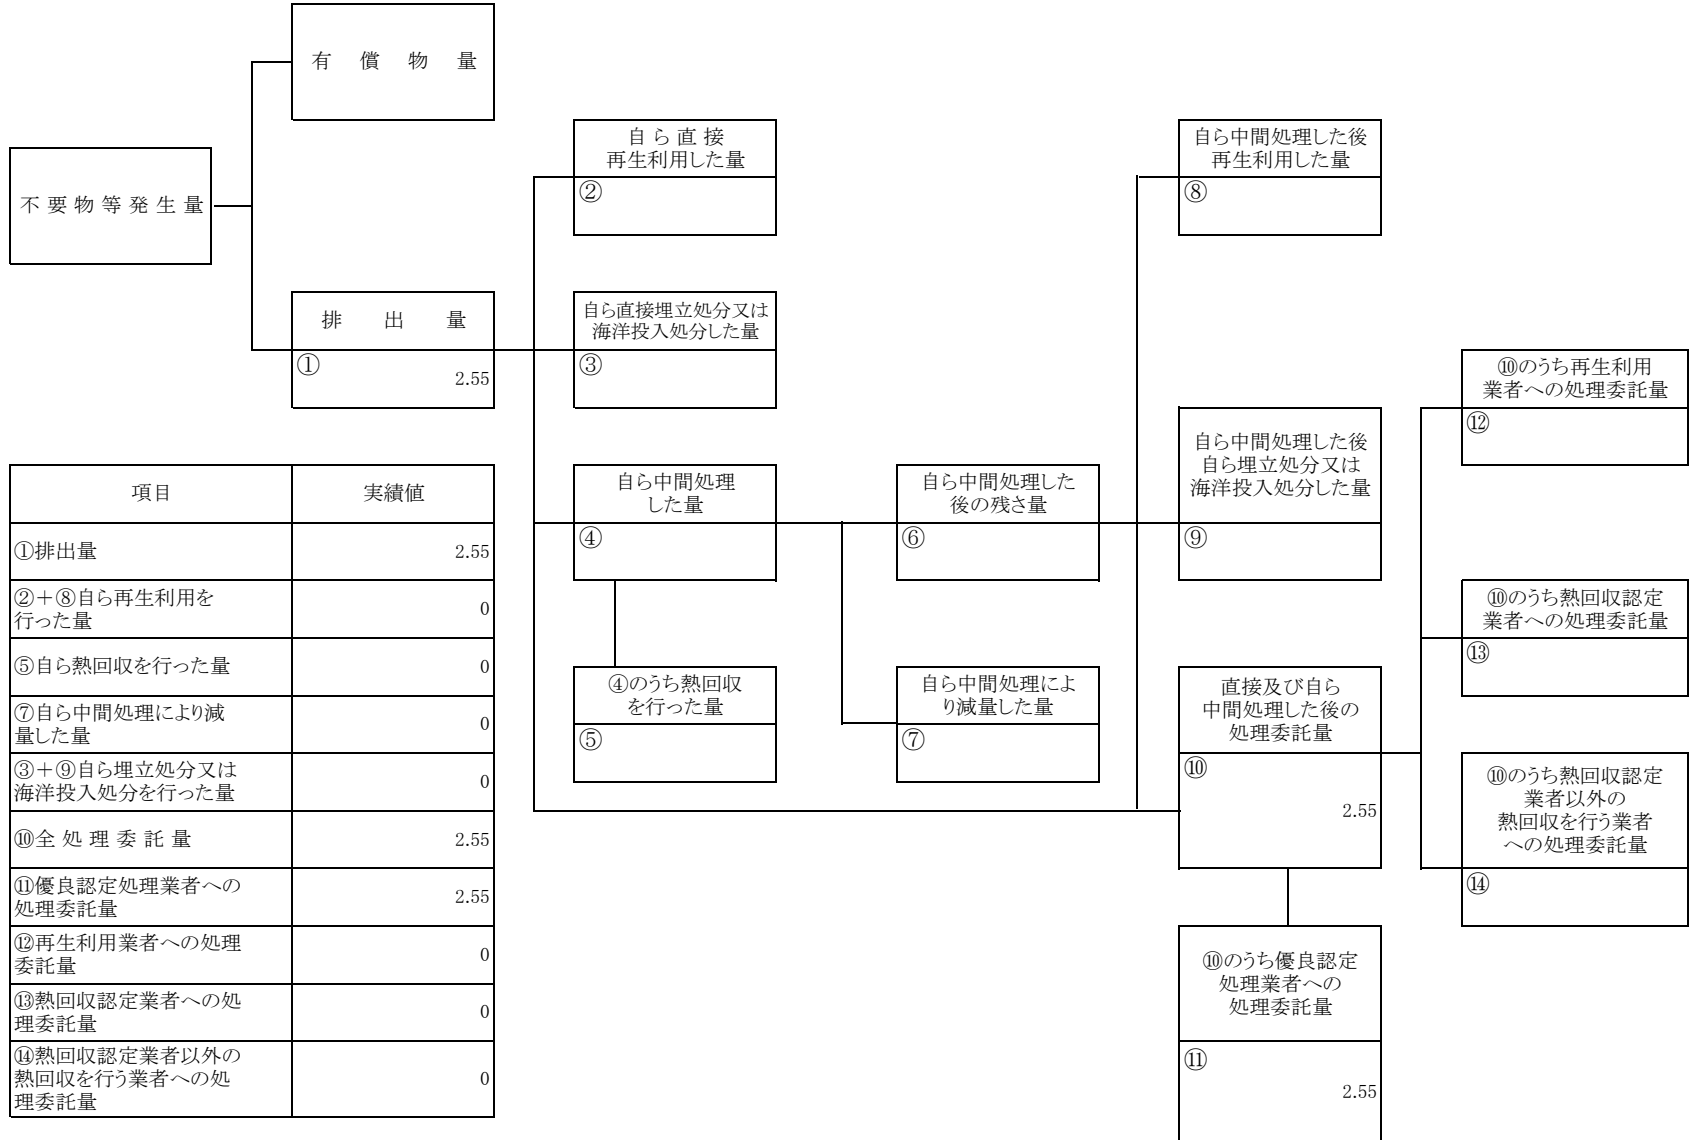 有　償　物　量
不 要 物 等 発 生 量
排　出　量
①
2.55
自 ら 直 接
再生利用した量
②
自ら直接埋立処分又は
海洋投入処分した量
③
自ら中間処理
した量
④
④のうち熱回収
を行った量
⑤
自ら中間処理した
後の残さ量
⑥
自ら中間処理によ
り減量した量
⑦
自ら中間処理した後
再生利用した量
⑧
自ら中間処理した後
自ら埋立処分又は
海洋投入処分した量
⑨
直接及び自ら
中間処理した後の
処理委託量
⑩
2.55
⑩のうち優良認定
処理業者への
処理委託量
⑪
2.55
⑩のうち再生利用
業者への処理委託量
⑫
⑩のうち熱回収認定
業者への処理委託量
⑬
⑩のうち熱回収認定
業者以外の
熱回収を行う業者
への処理委託量
⑭
項目　実績値
①排出量　2.55
②＋⑧自ら再生利用を
行った量　0
⑤自ら熱回収を行った量　0
⑦自ら中間処理により減
量した量　0
③＋⑨自ら埋立処分又は
海洋投入処分を行った量　0
⑩全 処 理 委 託 量　2.55
⑪優良認定処理業者への
処理委託量　2.55
⑫再生利用業者への処理
委託量　0
⑬熱回収認定業者への処
理委託量　0
⑭熱回収認定業者以外の
熱回収を行う業者への処
理委託量　0